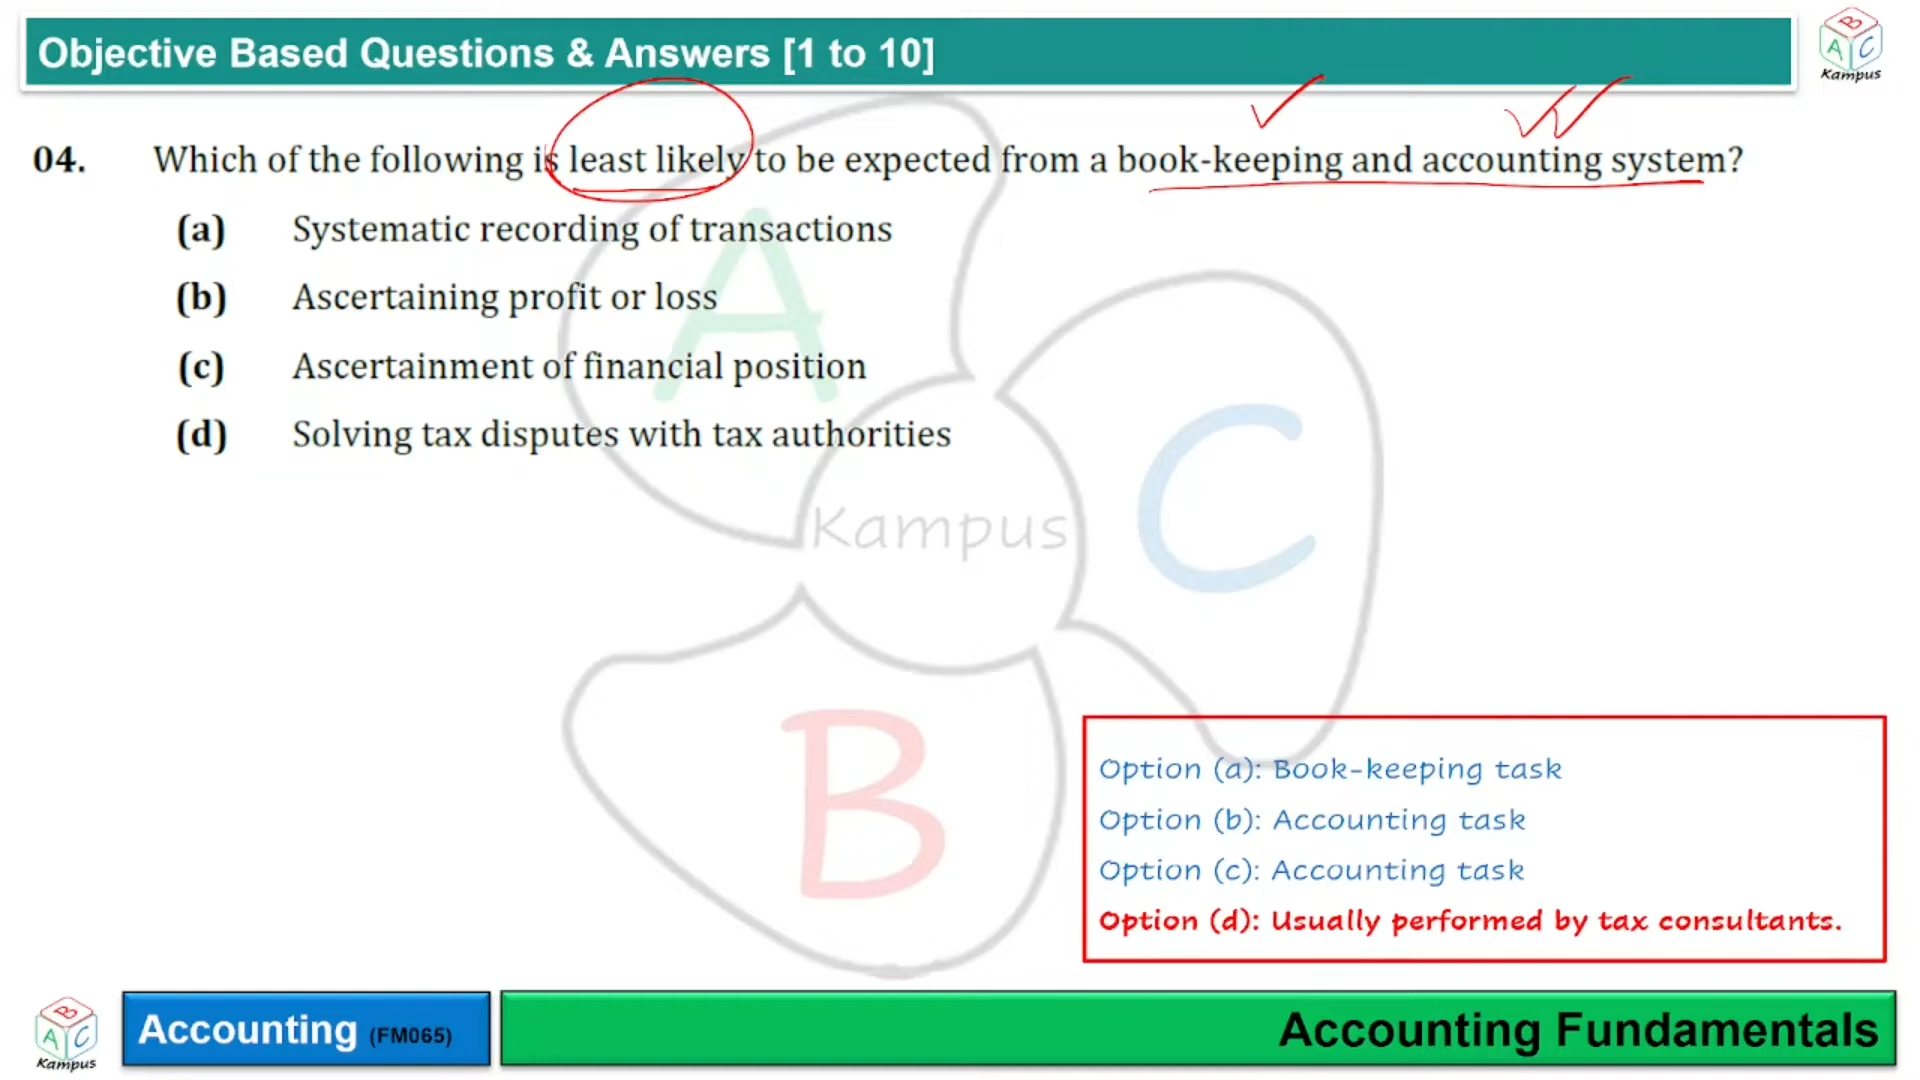 Objective Based Questions & Answers [1 to 10]
B
A C
Kampus
04. Which of the following is least likely to be expected from a book-keeping and accounting system?
(a) Systematic recording of transactions
(b) Ascertaining profit or loss
(c) Ascertainment of financial position
(d) Solving tax disputes with tax authorities
A
C
Kampus
B
Option (a): Book-keeping task
Option (b): Accounting task
Option (c): Accounting task
Option (d): Usually performed by tax consultants.
B
A C
Kampus
Accounting (FM065)
Accounting Fundamentals